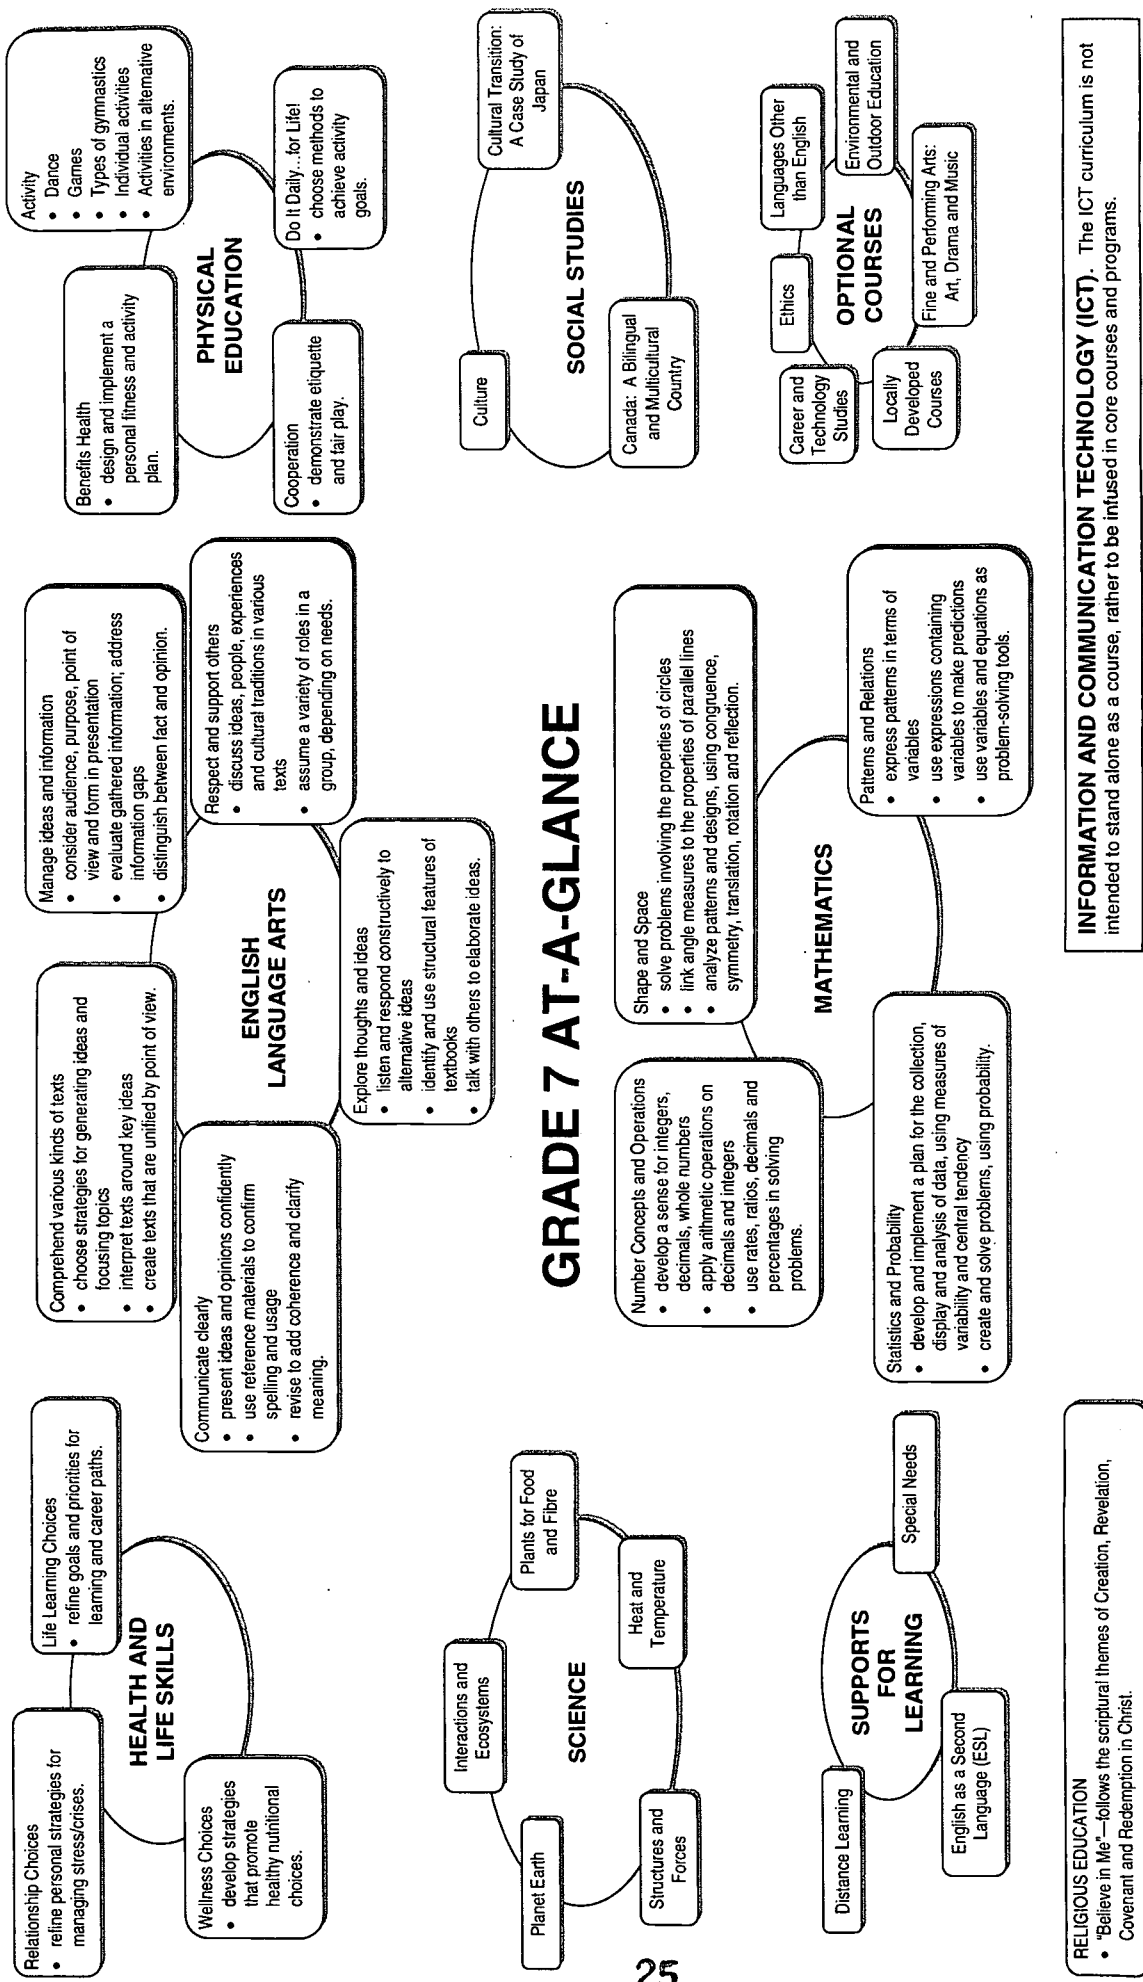 Relationship Choices
• refine personal strategies for
managing stress/crises.
Life Learning Choices
• refine goals and priorities for
learning and career paths.
HEALTH AND
LIFE SKILLS
Wellness Choices
• develop strategies
that promote
healthy nutritional
choices.
Comprehend various kinds of texts
• choose strategies for generating ideas and
focusing topics
• interpret texts around key ideas
• create texts that are unified by point of view.
Manage ideas and information
• consider audience, purpose, point of
view and form in presentation
• evaluate gathered information; address
information gaps
• distinguish between fact and opinion.
Communicate clearly
• present ideas and opinions confidently
• use reference materials to confirm
spelling and usage
• revise to add coherence and clarify
meaning.
ENGLISH
LANGUAGE ARTS
Respect and support others
• discuss ideas, people, experiences
and cultural traditions in various
texts
• assume a variety of roles in a
group, depending on needs.
Explore thoughts and ideas
• listen and respond constructively to
alternative ideas
• identify and use structural features of
textbooks
• talk with others to elaborate ideas.
Benefits Health
• design and implement a
personal fitness and activity
plan.
Activity
• Dance
• Games
• Types of gymnastics
• Individual activities
• Activities in alternative
environments.
PHYSICAL
EDUCATION
Cooperation
• demonstrate etiquette
and fair play.
Do It Daily...for Life!
• choose methods to
achieve activity
goals.
Interactions and
Ecosystems
Plants for Food
and Fibre
Planet Earth
SCIENCE
Heat and
Temperature
Structures and
Forces
GRADE 7 AT-A-GLANCE
Culture
Cultural Transition:
A Case Study of
Japan
SOCIAL STUDIES
Canada: A Bilingual
and Multicultural
Country
Distance Learning
SUPPORTS
FOR
LEARNING
Special Needs
English as a Second
Language (ESL)
Number Concepts and Operations
• develop a sense for integers,
decimals, whole numbers
• apply arithmetic operations on
decimals and integers
• use rates, ratios, decimals and
percentages in solving
problems.
Shape and Space
• solve problems involving the properties of circles
• link angle measures to the properties of parallel lines
• analyze patterns and designs, using congruence,
symmetry, translation, rotation and reflection.
MATHEMATICS
Statistics and Probability
• develop and implement a plan for the collection,
display and analysis of data, using measures of
variability and central tendency
• create and solve problems, using probability.
Patterns and Relations
• express patterns in terms of
variables
• use expressions containing
variables to make predictions
• use variables and equations as
problem-solving tools.
Ethics
Languages Other
than English
Career and
Technology
Studies
OPTIONAL
COURSES
Environmental and
Outdoor Education
Locally
Developed
Courses
Fine and Performing Arts:
Art, Drama and Music
RELIGIOUS EDUCATION
• "Believe in Me"—follows the scriptural themes of Creation, Revelation,
Covenant and Redemption in Christ.
INFORMATION AND COMMUNICATION TECHNOLOGY (ICT). The ICT curriculum is not
intended to stand alone as a course, rather to be infused in core courses and programs.
25